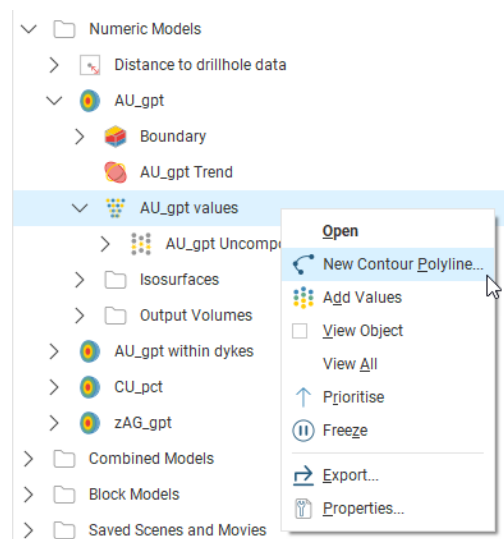 Numeric Models
Distance to drillhole data
AU_gpt
Boundary
AU_gpt Trend
AU_gpt values
AU_gpt Uncompo
Isosurfaces
Output Volumes
AU_gpt within dykes
CU_pct
zAG_gpt
Combined Models
Block Models
Saved Scenes and Movies
Open
New Contour Polyline...
Add Values
View Object
View All
Prioritise
Freeze
Export...
Properties...